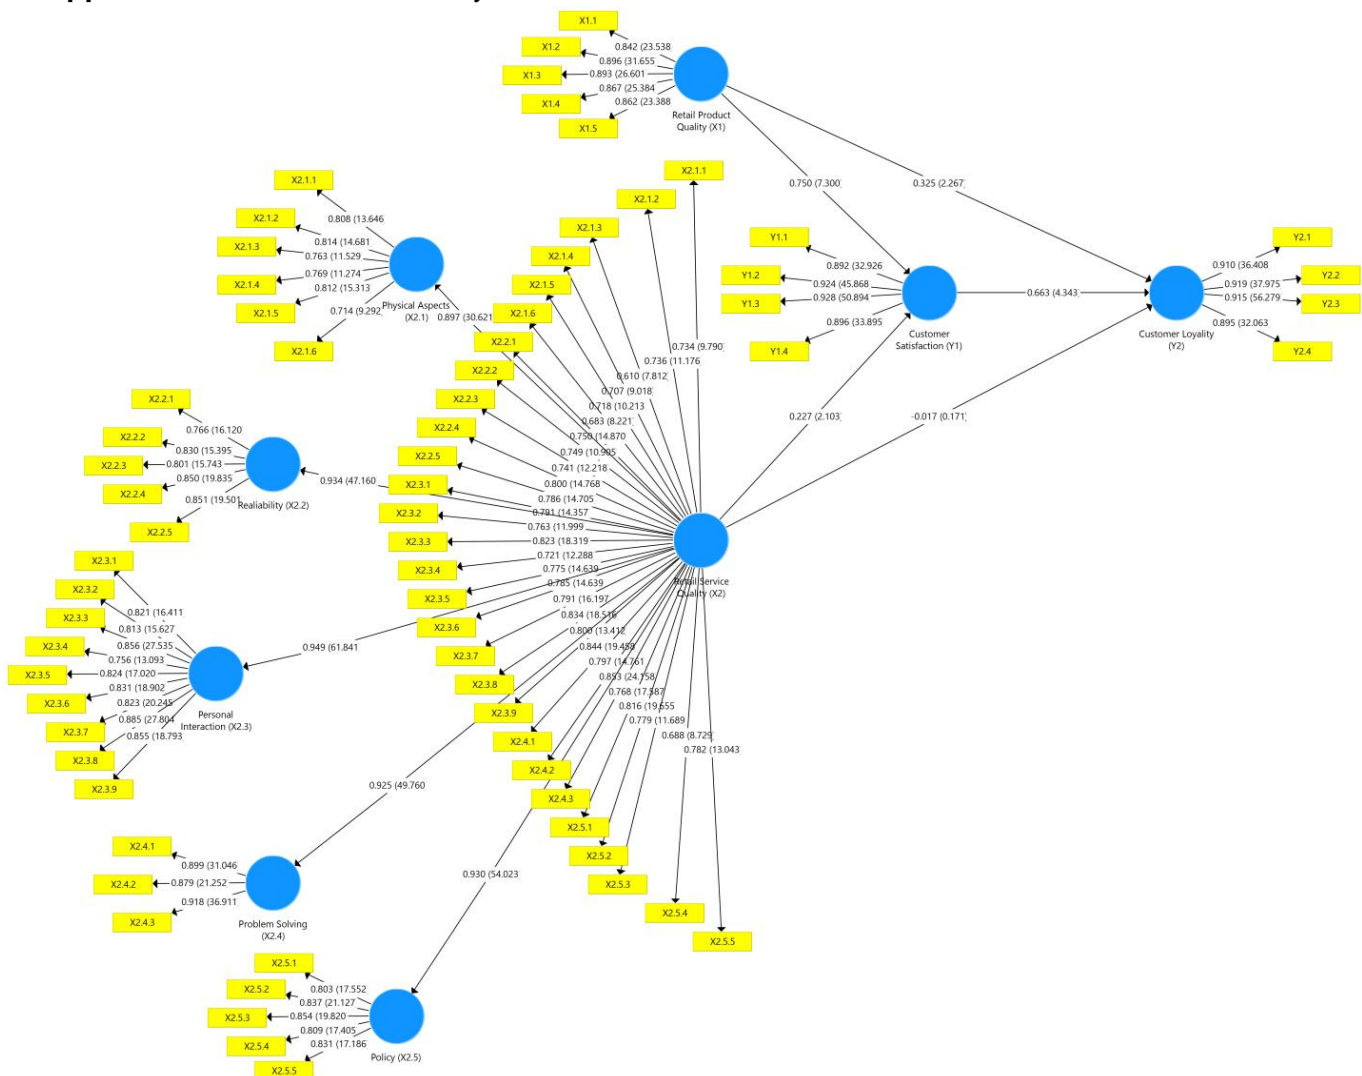 X1.1
X1.2
X1.3
X1.4
X1.5
0.842 (23.538
0.896 (31.655
0.893 (26.601
0.867 (25.384
0.862 (23.388
Retail Product
Quality (X1)
0.750 (7.300)
0.325 (2.267)
X2.1.1
X2.1.2
X2.1.3
X2.1.4
X2.1.5
X2.1.6
0.808 (13.646
0.814 (14.681
0.763 (11.529
0.769 (11.274
0.812 (15.313
0.714 (9.292)
Physical Aspects
(X2.1)
0.897 (30.621
X2.1.1
X2.1.2
X2.1.3
X2.1.4
X2.1.5
X2.1.6
X2.2.1
X2.2.2
X2.2.3
X2.2.4
X2.2.5
X2.3.1
X2.3.2
X2.3.3
X2.3.4
X2.3.5
X2.3.6
X2.3.7
X2.3.8
X2.3.9
X2.4.1
X2.4.2
X2.4.3
X2.5.1
X2.5.2
X2.5.3
X2.5.4
X2.5.5
0.734 (9.790)
0.736 (11.176
0.610 (7.812)
0.707 (9.018)
0.718 (10.213
0.683 (8.221)
0.750 (14.870
0.749 (10.905
0.741 (12.218
0.800 (14.768
0.786 (14.705
0.791 (14.357
0.763 (11.999
0.823 (18.319
0.721 (12.288
0.775 (14.639
0.785 (14.639
0.791 (16.197
0.834 (18.516
0.800 (13.412
0.844 (19.458
0.797 (14.761
0.853 (24.158
0.768 (17.587
0.816 (19.655
0.779 (11.689
0.688 (8.729)
0.782 (13.043
Retail Service
Quality (X2)
Y1.1
Y1.2
Y1.3
Y1.4
0.892 (32.926
0.924 (45.868
0.928 (50.894
0.896 (33.895
Customer
Satisfaction (Y1)
0.663 (4.343)
0.227 (2.103)
-0.017 (0.171)
Y2.1
Y2.2
Y2.3
Y2.4
0.910 (36.408
0.919 (37.975
0.915 (56.279
0.895 (32.063
Customer Loyality
(Y2)
X2.2.1
X2.2.2
X2.2.3
X2.2.4
X2.2.5
0.766 (16.120
0.830 (15.395
0.801 (15.743
0.850 (19.835
0.851 (19.501
Realiability (X2.2)
0.934 (47.160
X2.3.1
X2.3.2
X2.3.3
X2.3.4
X2.3.5
X2.3.6
X2.3.7
X2.3.8
X2.3.9
0.821 (16.411
0.813 (15.627
0.856 (27.535
0.756 (13.093
0.824 (17.020
0.831 (18.902
0.823 (20.245
0.885 (27.804
0.855 (18.793
Personal
Interaction (X2.3)
0.949 (61.841
X2.4.1
X2.4.2
X2.4.3
0.899 (31.046
0.879 (21.252
0.918 (36.911
Problem Solving
(X2.4)
0.925 (49.760
X2.5.1
X2.5.2
X2.5.3
X2.5.4
X2.5.5
0.803 (17.552
0.837 (21.127
0.854 (19.820
0.809 (17.405
0.831 (17.186
Policy (X2.5)
0.930 (54.023